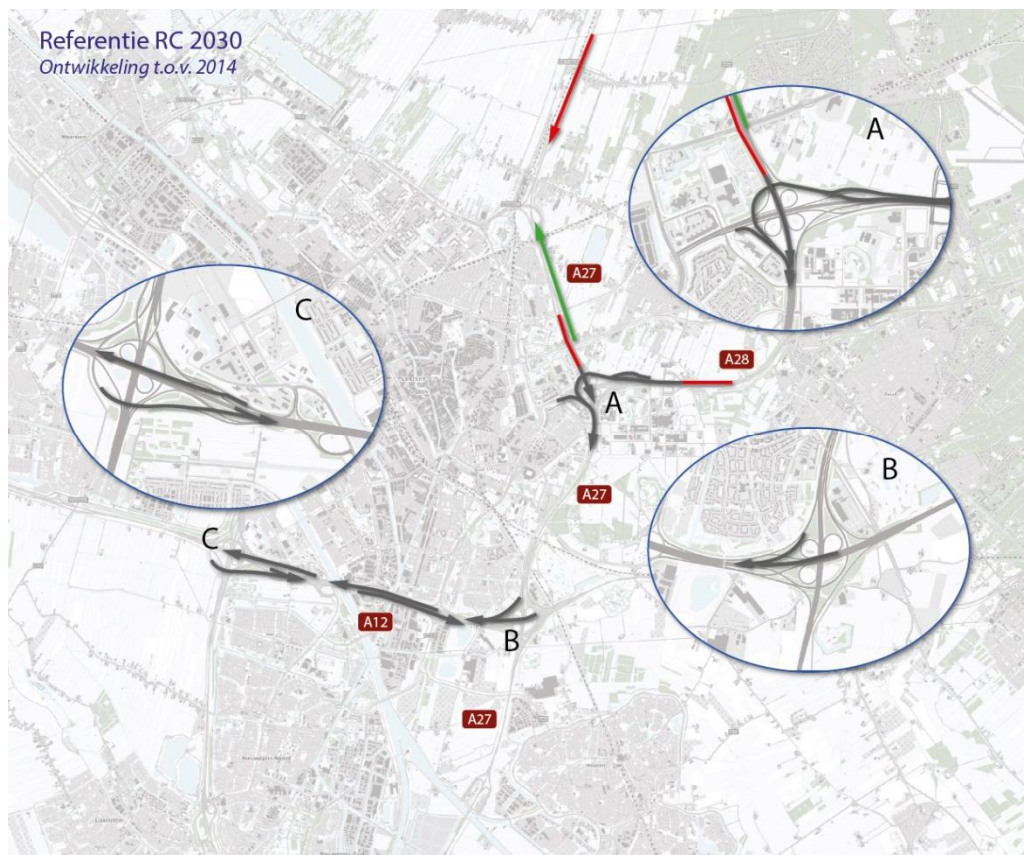 Referentie RC 2030
Ontwikkeling t.o.v. 2014
A
A27
C
A28
A
B
A27
C
A12
B
A27